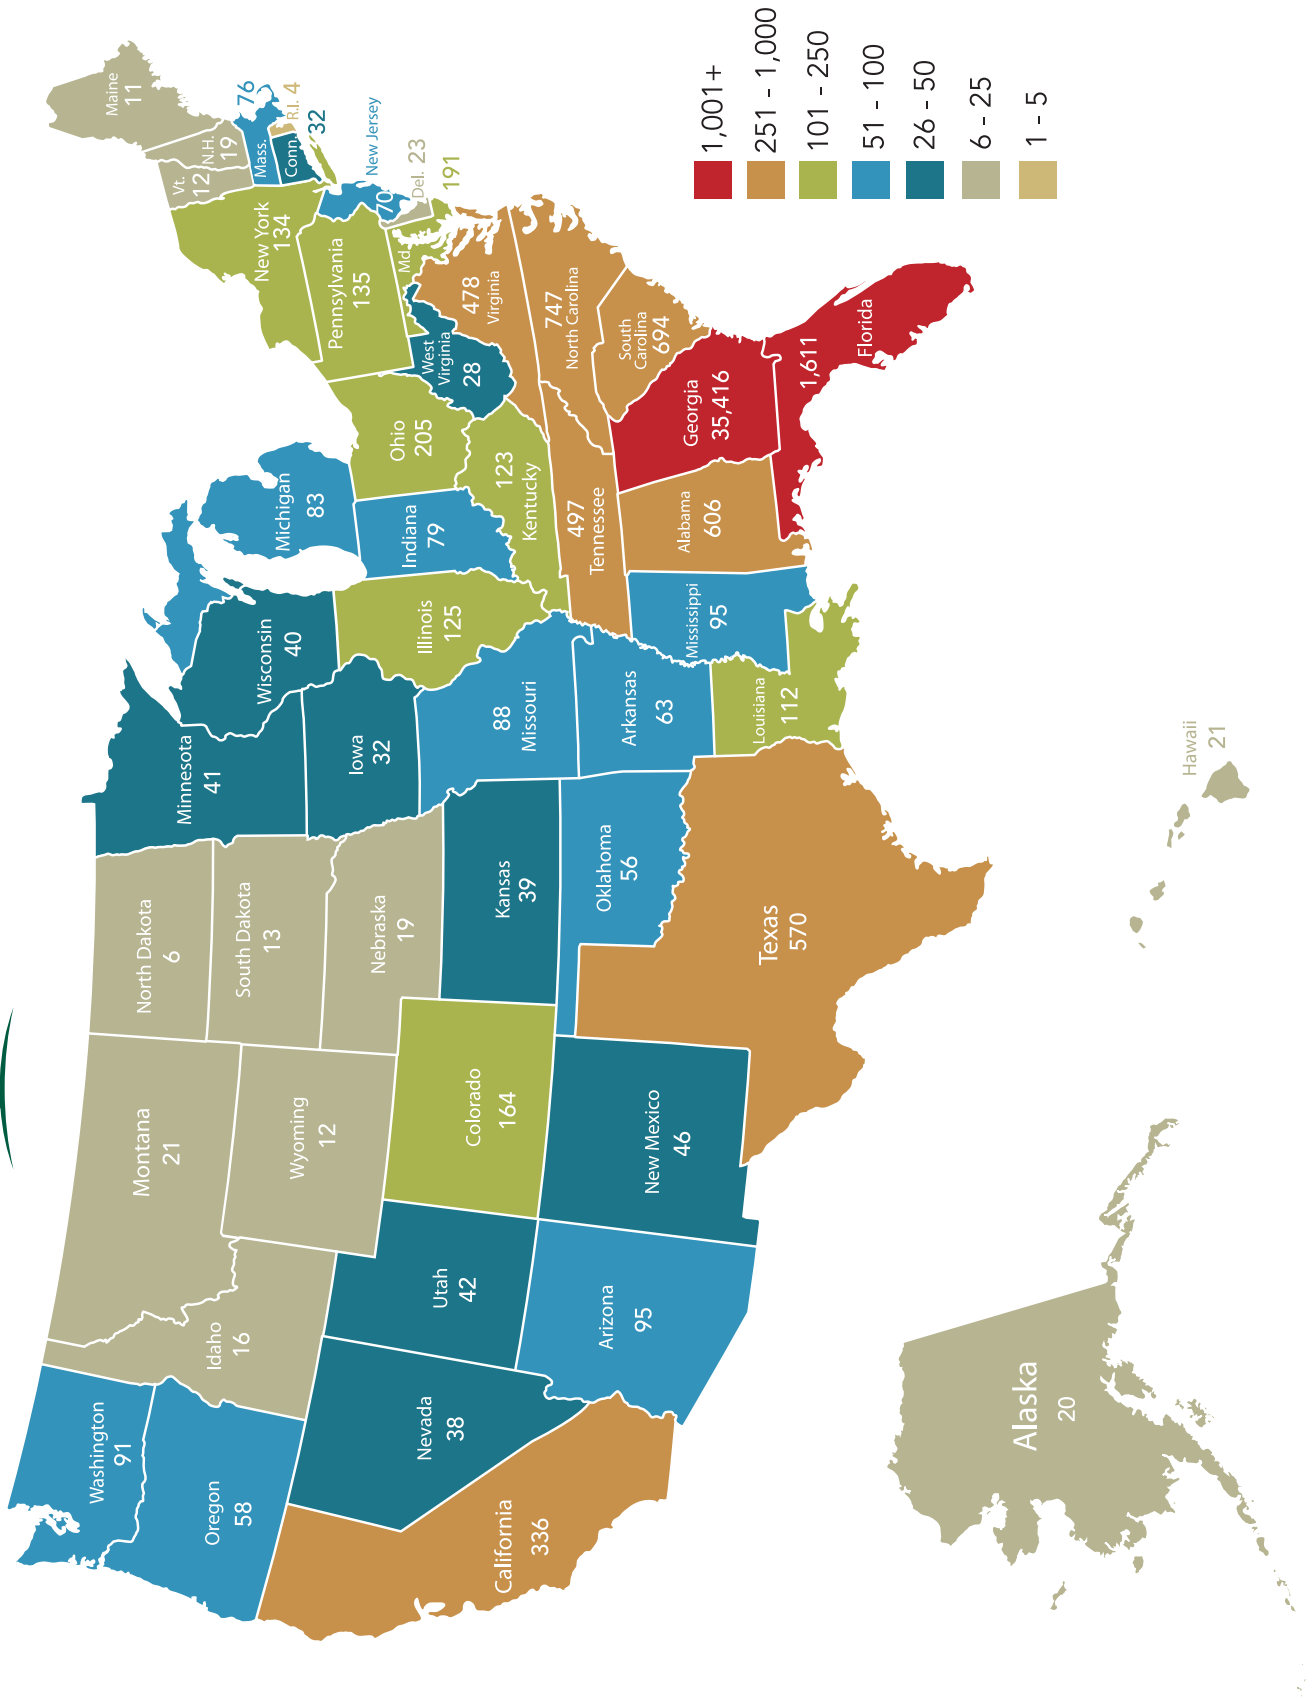 Washington
91
Oregon
58
California
336
Nevada
38
Idaho
16
Montana
21
Wyoming
12
Utah
42
Arizona
95
Colorado
164
New Mexico
46
North Dakota
6
South Dakota
13
Nebraska
19
Kansas
39
Oklahoma
56
Texas
570
Minnesota
41
Iowa
32
Missouri
88
Arkansas
63
Louisiana
112
Wisconsin
40
Illinois
125
Michigan
83
Indiana
79
Ohio
205
Kentucky
123
497
Tennessee
Mississippi
95
Alabama
606
Georgia
35,416
1,611
Florida
South
Carolina
694
747
North Carolina
478
Virginia
West
Virginia
28
Md.
191
Del. 23
Pennsylvania
135
New Jersey
70
New York
134
Conn.
32
R.I. 4
Mass.
76
Vt.
12
N.H.
19
Maine
11
Alaska
20
Hawaii
21
1,001+
251 - 1,000
101 - 250
51 - 100
26 - 50
6 - 25
1 - 5